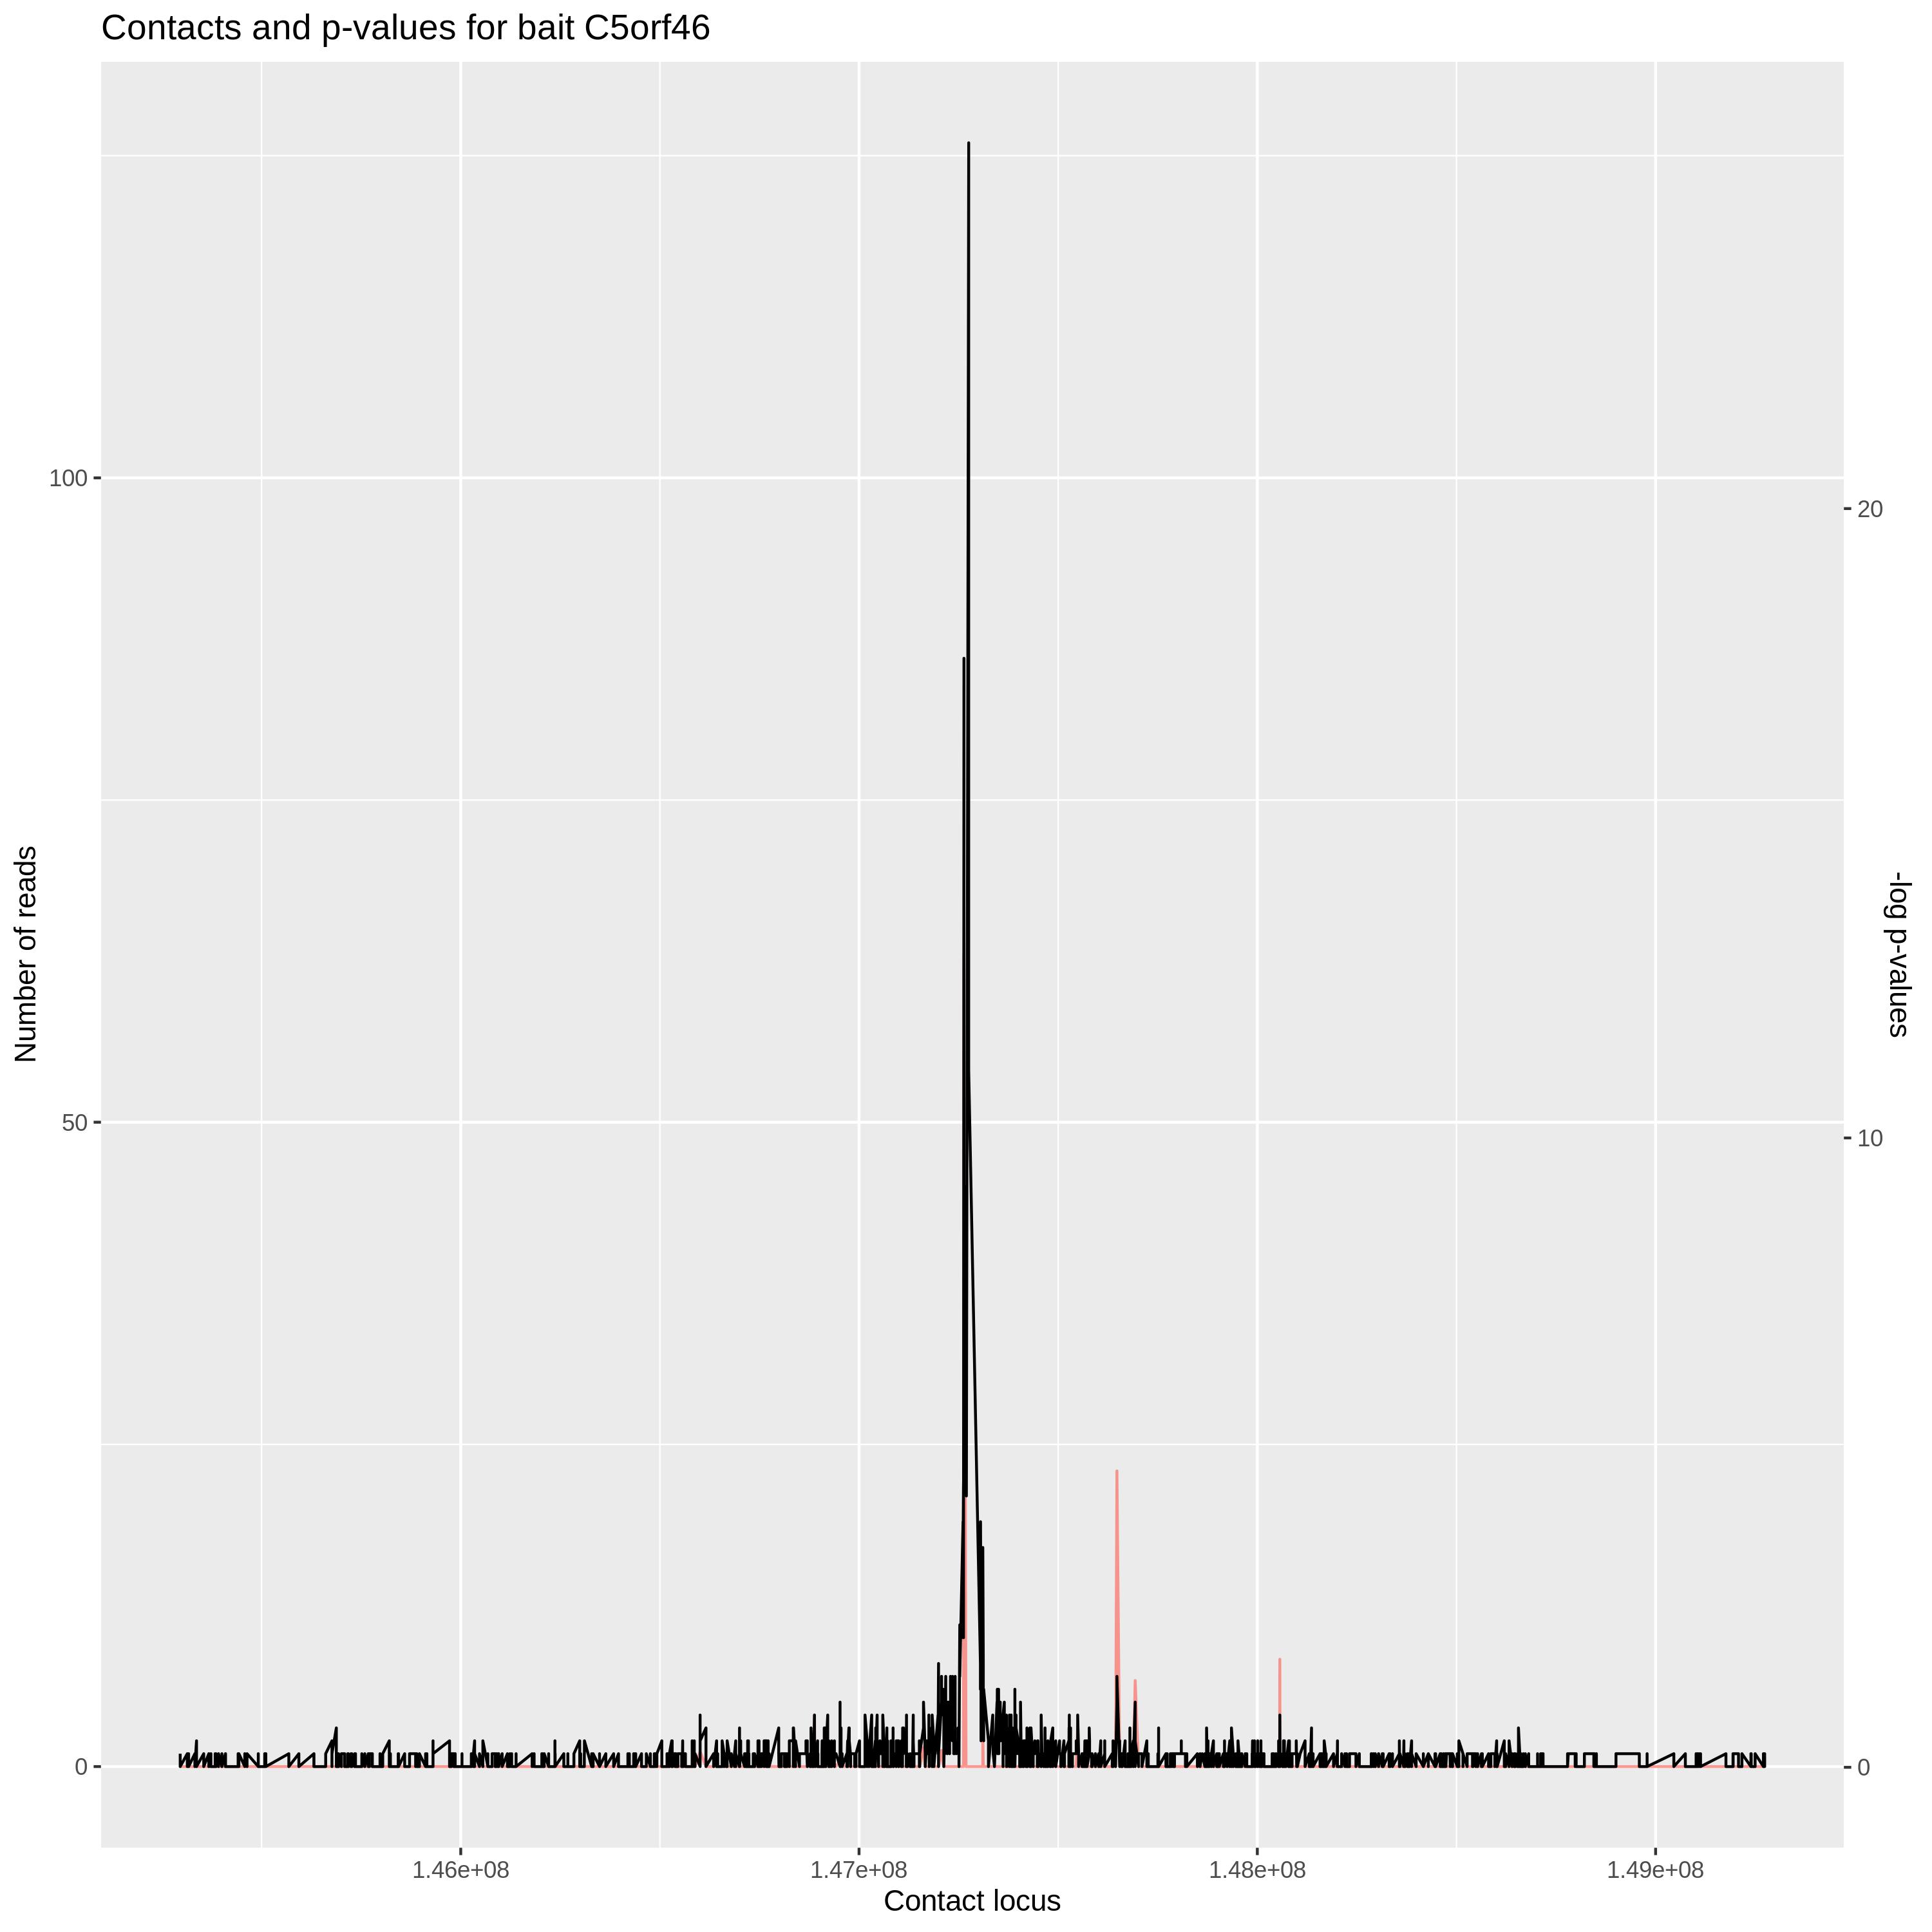 Contacts and p-values for bait C5orf46
Number of reads
100
50
0
20
10
0
-log p-values
1.46e+08
1.47e+08
1.48e+08
1.49e+08
Contact locus